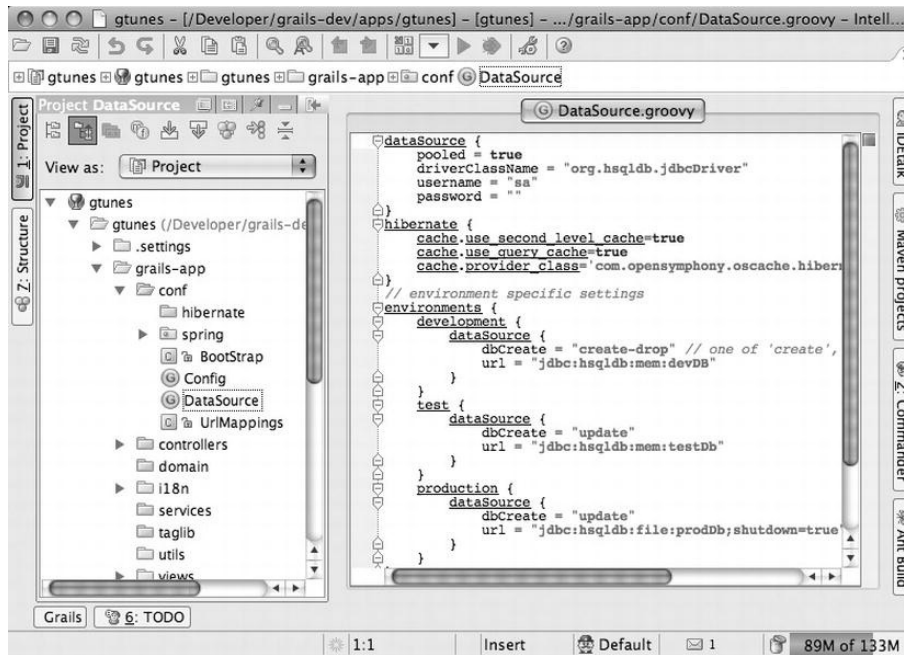 gtunes – [/Developer/grails-dev/apps/gtunes] – [gtunes] – .../grails-app/conf/DataSource.groovy – Intell...
gtunes gtunes gtunes grails-app conf DataSource
Project DataSource
View as: Project
gtunes
gtunes (/Developer/grails-de
.settings
grails-app
conf
hibernate
spring
BootStrap
Config
DataSource
UrlMappings
controllers
domain
i18n
services
taglib
utils
views
1: Project
Z: Structure
DataSource.groovy
dataSource {
pooled = true
driverClassName = "org.hsqldb.jdbcDriver"
username = "sa"
password = ""
}
hibernate {
cache.use_second_level_cache=true
cache.use_query_cache=true
cache.provider_class='com.opensymphony.oscache.hibern
}
// environment specific settings
environments {
development {
dataSource {
dbCreate = "create-drop" // one of 'create',
url = "jdbc:hsqldb:mem:devDB"
}
}
test {
dataSource {
dbCreate = "update"
url = "jdbc:hsqldb:mem:testDb"
}
}
production {
dataSource {
dbCreate = "update"
url = "jdbc:hsqldb:file:prodDb;shutdown=true"
}
}
IDEtalk
Maven projects
2: Commander
Ant Build
Grails 6: TODO
1:1 Insert Default 1 89M of 133M